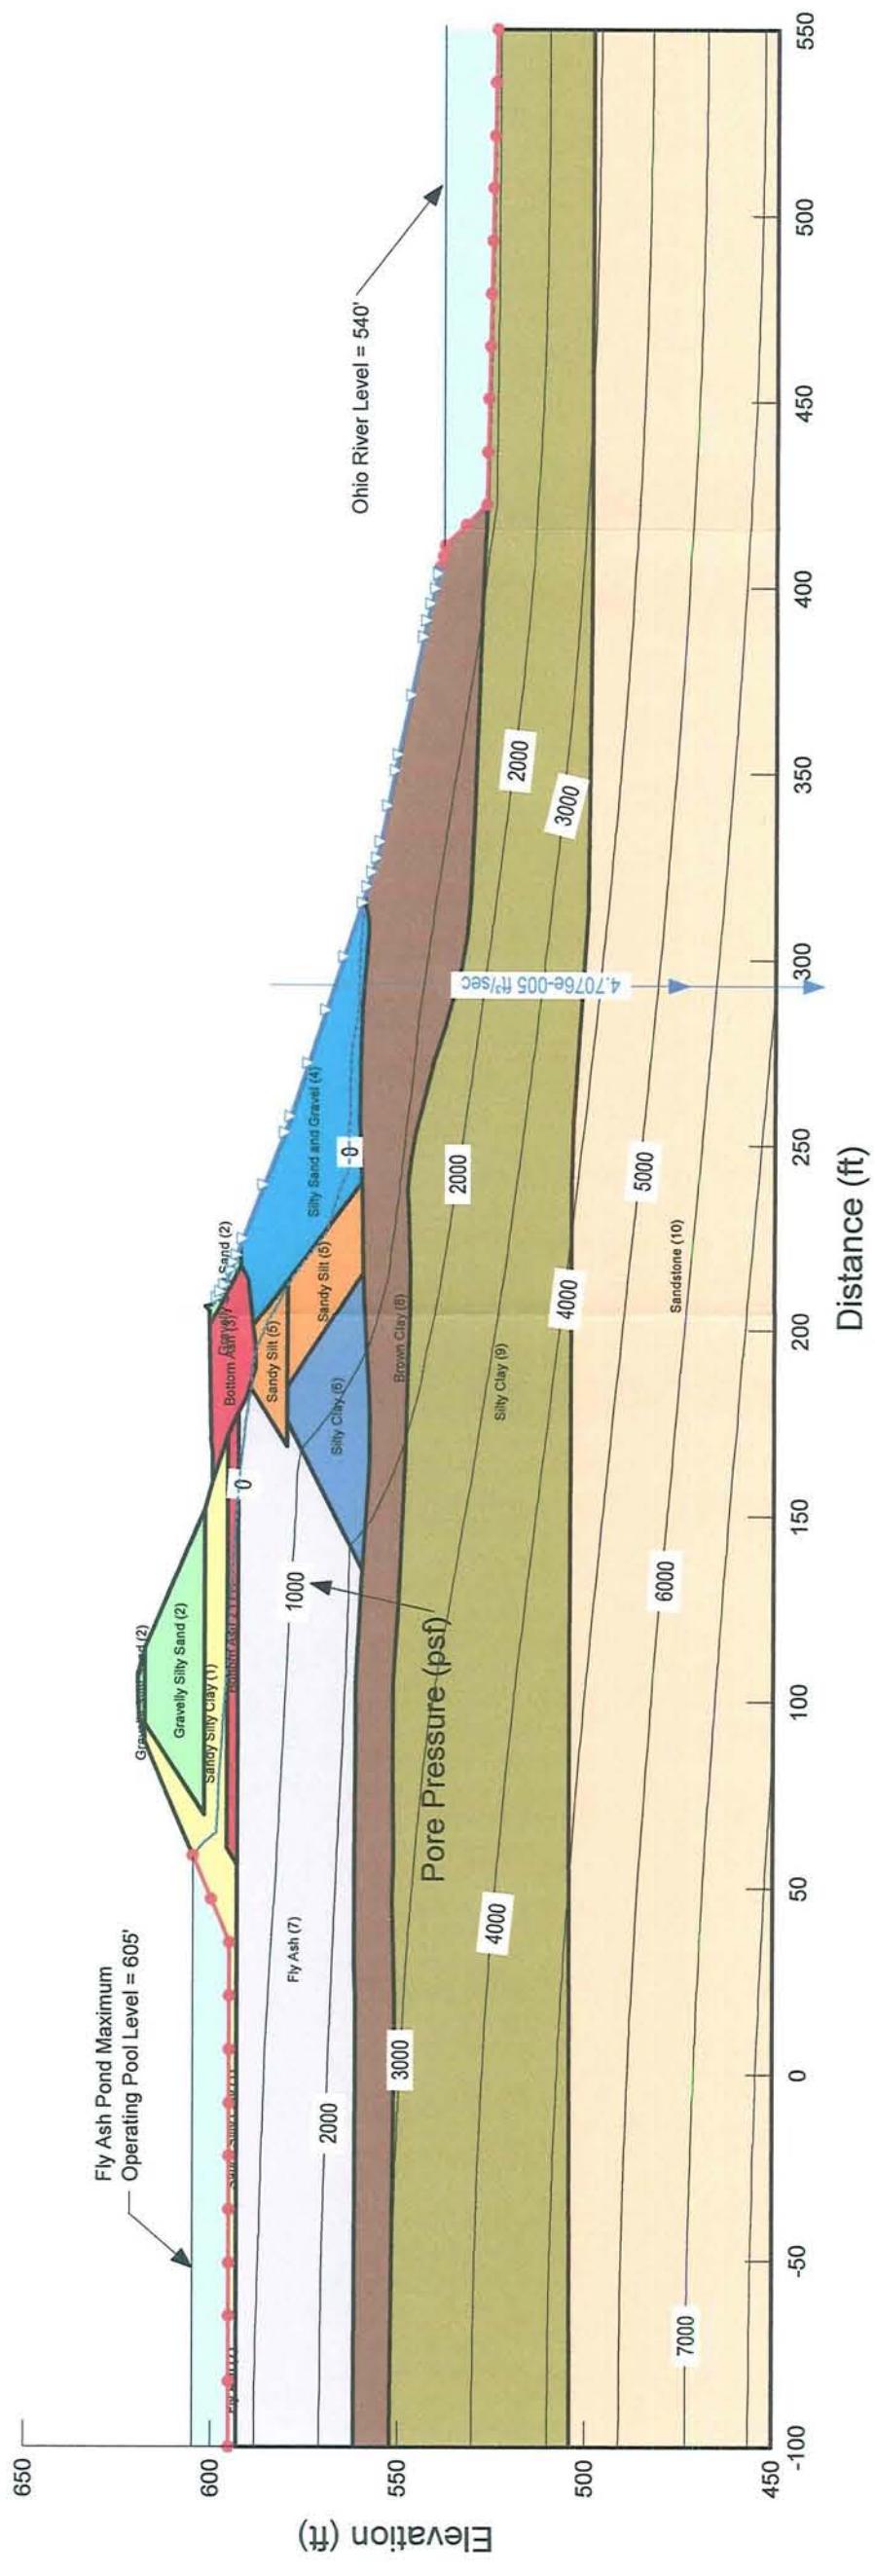 Fly Ash Pond Maximum
Operating Pool Level = 605'
Ohio River Level = 540'
Elevation (ft)
650
600
550
500
450
Gravelly Silty Sand (2)
Sandy Silty Clay (1)
Fly Ash (7)
Bottom Ash (3)
Sand (2)
Sandy Silt (5)
Sandy Silt (5)
Silty Sand and Gravel (4)
Silty Clay (6)
Brown Clay (8)
Silty Clay (9)
Sandstone (10)
Pore Pressure (psf)
0
0
1000
2000
2000
2000
3000
3000
4000
4000
5000
6000
7000
4.7076e-005 ft³/sec
-100
-50
0
50
100
150
200
250
300
350
400
450
500
550
Distance (ft)